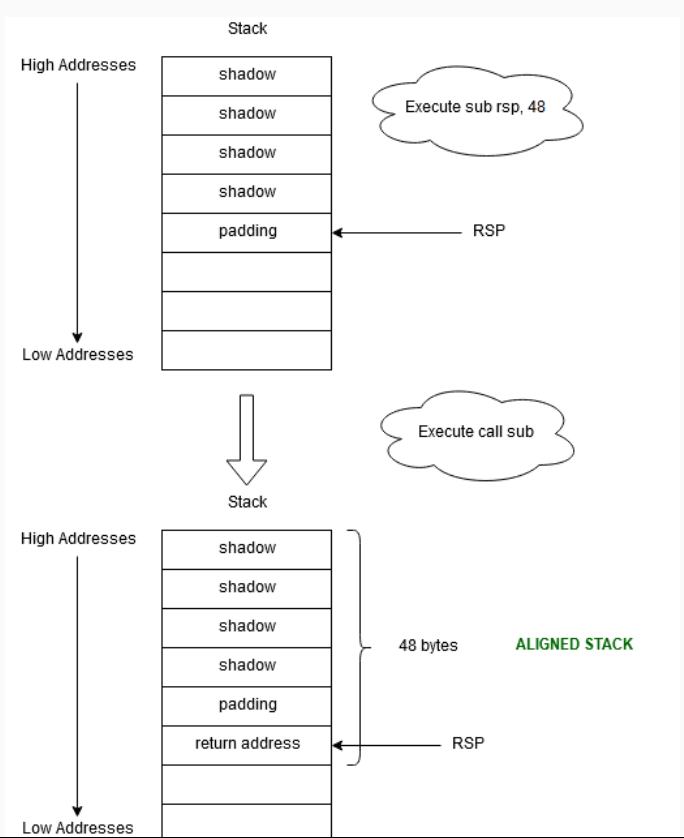 Stack
High Addresses
shadow
Execute sub rsp, 48
shadow
shadow
shadow
padding
RSP
Low Addresses
Execute call sub
Stack
High Addresses
shadow
shadow
shadow
48 bytes
ALIGNED STACK
shadow
padding
return address
RSP
Low Addresses